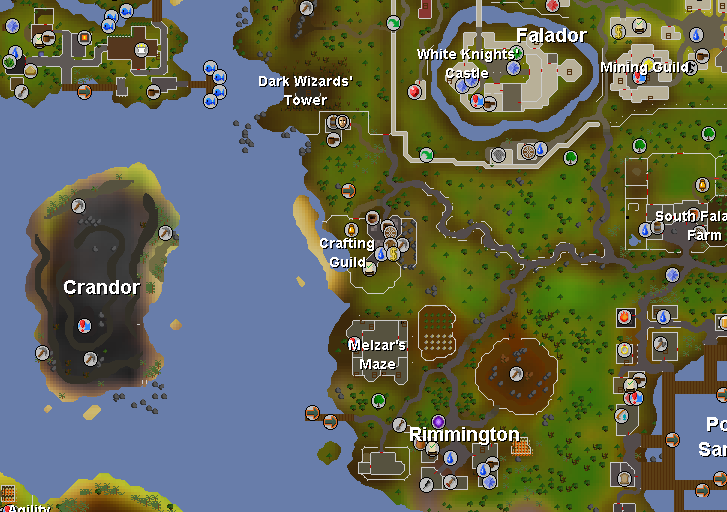 Falador
White Knights'
Castle
Mining Guild
Dark Wizards'
Tower
South Fala
Farm
Crafting
Guild
Crandor
Melzar's
Maze
Rimmington
Po
Sar
Agility